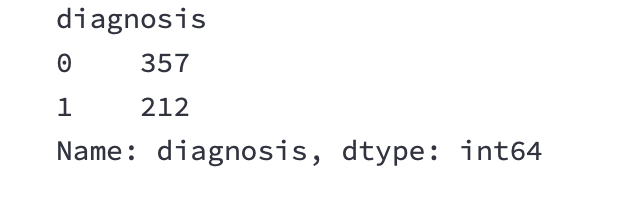 diagnosis
0    357
1    212
Name: diagnosis, dtype: int64